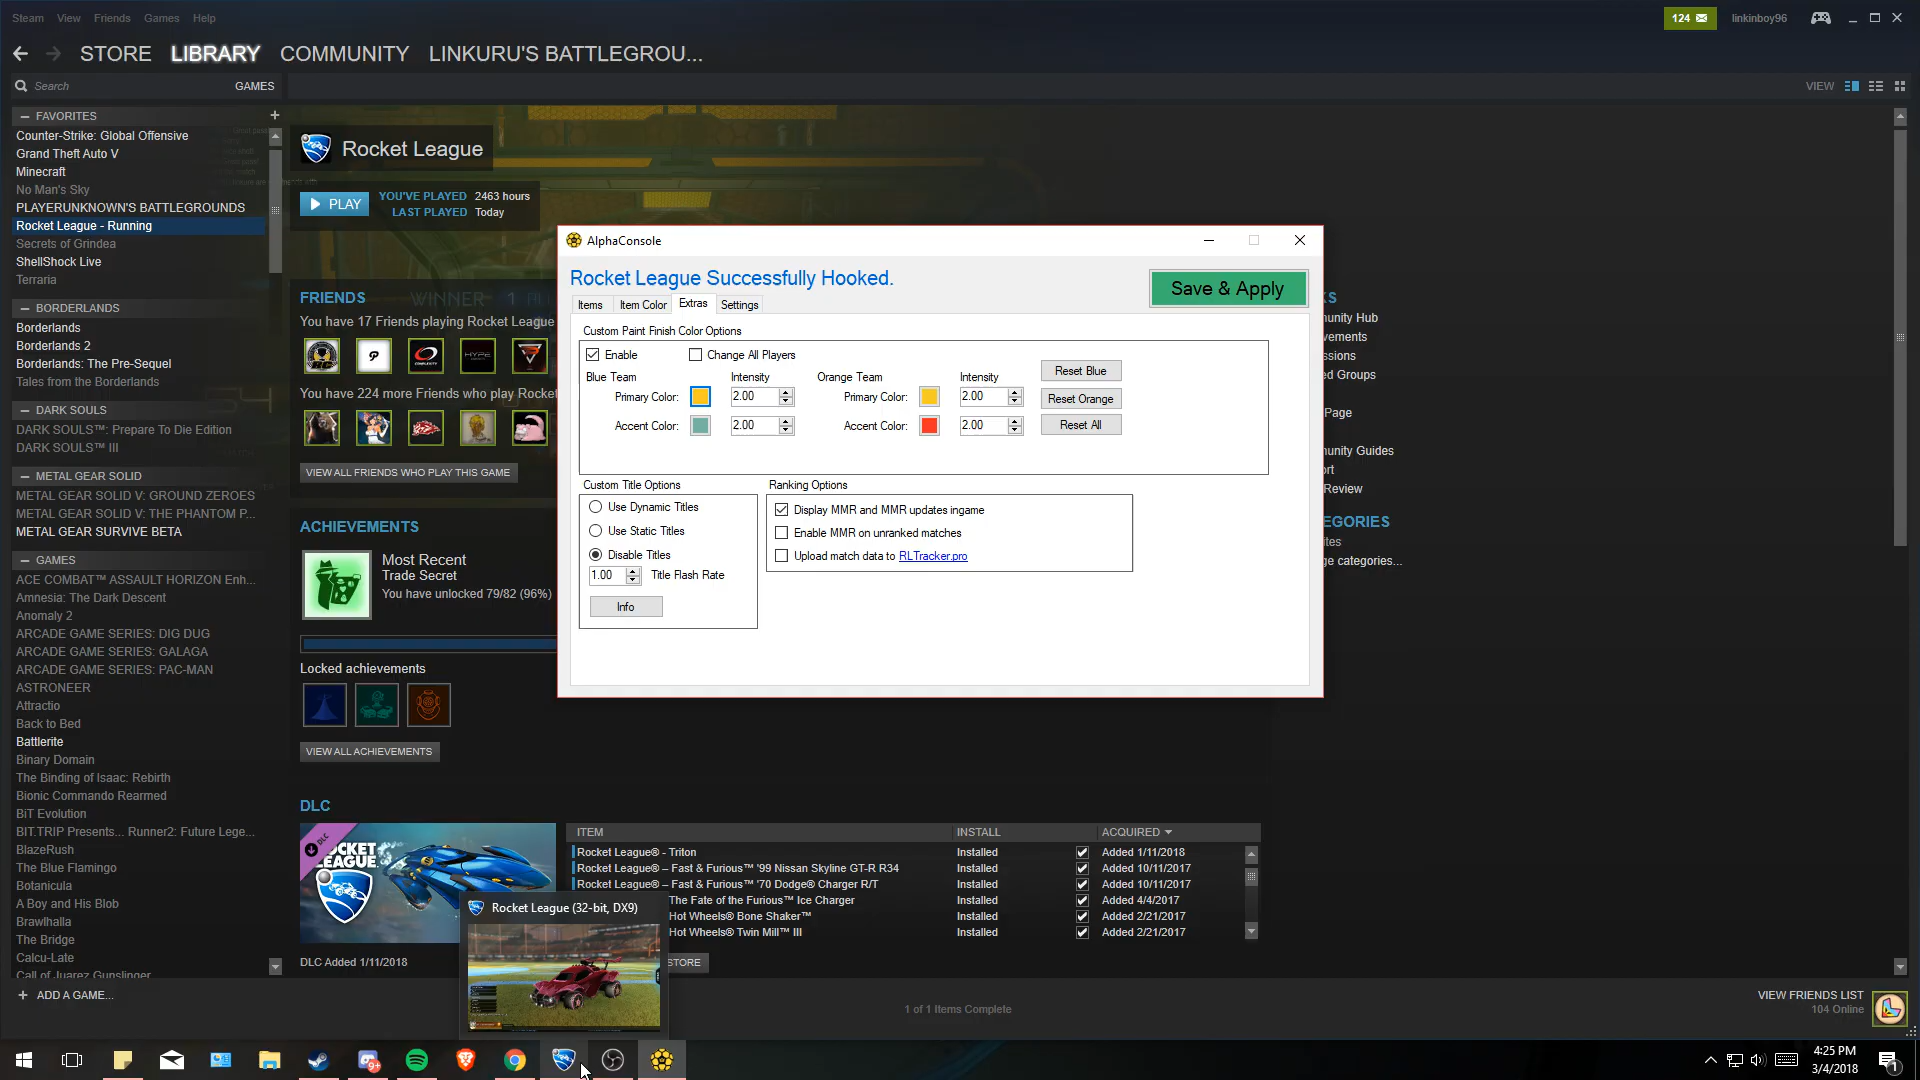 Steam View Friends Games Help
124
linkinboy96
STORE LIBRARY COMMUNITY LINKURU'S BATTLEGROU...
Search
GAMES
VIEW
FAVORITES
Counter-Strike: Global Offensive
Grand Theft Auto V
Minecraft
No Man's Sky
PLAYERUNKNOWN'S BATTLEGROUNDS
Rocket League - Running
Secrets of Grindea
ShellShock Live
Terraria
BORDERLANDS
Borderlands
Borderlands 2
Borderlands: The Pre-Sequel
Tales from the Borderlands
DARK SOULS
DARK SOULS™: Prepare To Die Edition
DARK SOULS™ III
METAL GEAR SOLID
METAL GEAR SOLID V: GROUND ZEROES
METAL GEAR SOLID V: THE PHANTOM P...
METAL GEAR SURVIVE BETA
GAMES
ACE COMBAT™ ASSAULT HORIZON Enh...
Amnesia: The Dark Descent
Anomaly 2
ARCADE GAME SERIES: DIG DUG
ARCADE GAME SERIES: GALAGA
ARCADE GAME SERIES: PAC-MAN
ASTRONEER
Attractio
Back to Bed
Battlerite
Binary Domain
The Binding of Isaac: Rebirth
Bionic Commando Rearmed
BiT Evolution
BIT.TRIP Presents... Runner2: Future Lege...
BlazeRush
The Blue Flamingo
Botanicula
A Boy and His Blob
Brawlhalla
The Bridge
Calcu-Late
Call of Juarez Gunslinger
ADD A GAME...
Rocket League
PLAY
YOU'VE PLAYED 2463 hours
LAST PLAYED Today
FRIENDS
WINNER 1
You have 17 Friends playing Rocket League
You have 224 more Friends who play Rocket
VIEW ALL FRIENDS WHO PLAY THIS GAME
ACHIEVEMENTS
Most Recent
Trade Secret
You have unlocked 79/82 (96%)
Locked achievements
VIEW ALL ACHIEVEMENTS
DLC
DLC
ROCKET LEAGUE
DLC Added 1/11/2018
AlphaConsole
Rocket League Successfully Hooked.
Save & Apply
Items Item Color Extras Settings
Custom Paint Finish Color Options
Enable Change All Players
Blue Team Intensity Orange Team Intensity
Reset Blue
Primary Color: 2.00 Primary Color: 2.00
Reset Orange
Accent Color: 2.00 Accent Color: 2.00
Reset All
Custom Title Options
Use Dynamic Titles
Use Static Titles
Disable Titles
1.00 Title Flash Rate
Info
Ranking Options
Display MMR and MMR updates ingame
Enable MMR on unranked matches
Upload match data to RLTracker.pro
KS
unity Hub
vements
ssions
ed Groups
Page
unity Guides
ort
Review
EGORIES
ites
ge categories...
ITEM INSTALL ACQUIRED
Rocket League® - Triton Installed Added 1/11/2018
Rocket League® – Fast & Furious™ '99 Nissan Skyline GT-R R34 Installed Added 10/11/2017
Rocket League® – Fast & Furious™ '70 Dodge® Charger R/T Installed Added 10/11/2017
The Fate of the Furious™ Ice Charger Installed Added 4/4/2017
Hot Wheels® Bone Shaker™ Installed Added 2/21/2017
Hot Wheels® Twin Mill™ III Installed Added 2/21/2017
STORE
Rocket League (32-bit, DX9)
1 of 1 Items Complete
VIEW FRIENDS LIST
104 Online
9+
4:25 PM
3/4/2018
1